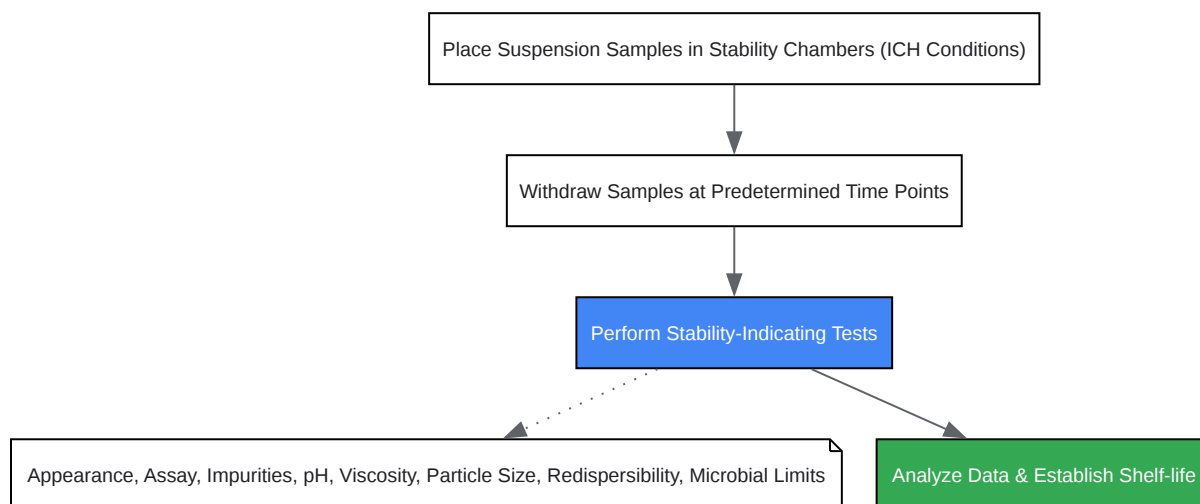 Place Suspension Samples in Stability Chambers (ICH Conditions)
Withdraw Samples at Predetermined Time Points
Perform Stability-Indicating Tests
Appearance, Assay, Impurities, pH, Viscosity, Particle Size, Redispersibility, Microbial Limits
Analyze Data & Establish Shelf-life